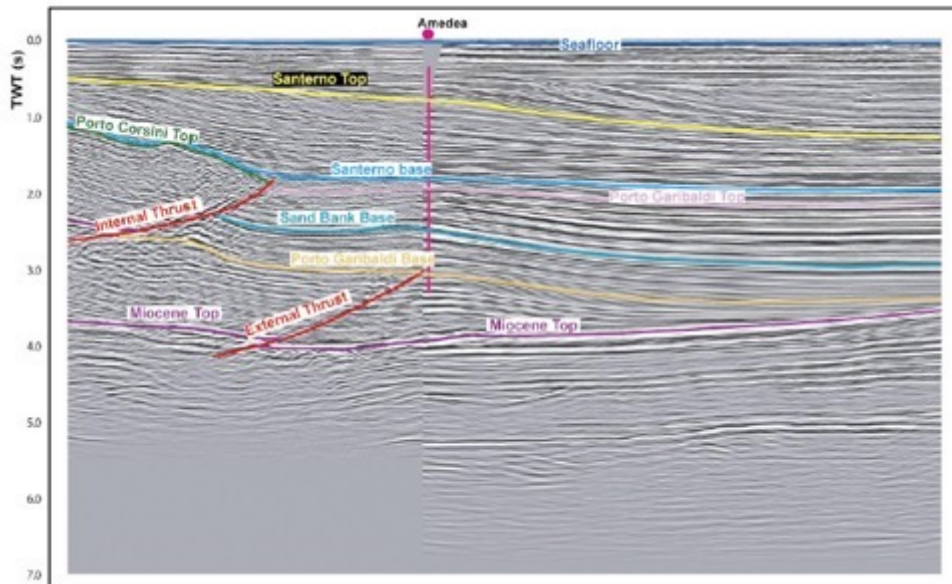 Amedea
TWT (s)
0.0
Seafloor
Santerno Top
1.0
Porto Corsini Top
Santerno base
2.0
Porto Garibaldi Top
Internal Thrust
Sand Bank Base
Porto Garibaldi Base
3.0
External Thrust
Miocene Top
Miocene Top
4.0
5.0
6.0
7.0